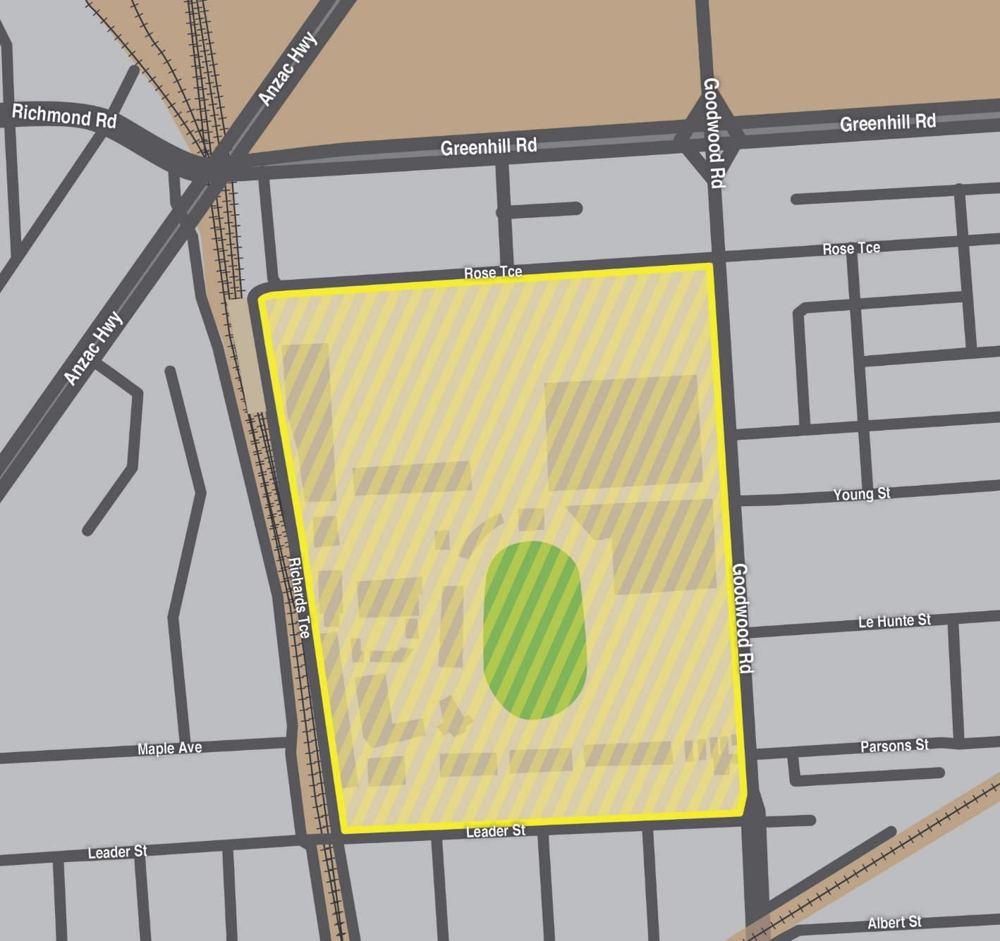 Anzac Hwy
Richmond Rd
Goodwood Rd
Greenhill Rd
Greenhill Rd
Rose Tce
Rose Tce
Anzac Hwy
Young St
Richards Tce
Goodwood Rd
Le Hunte St
Maple Ave
Parsons St
Leader St
Leader St
Albert St